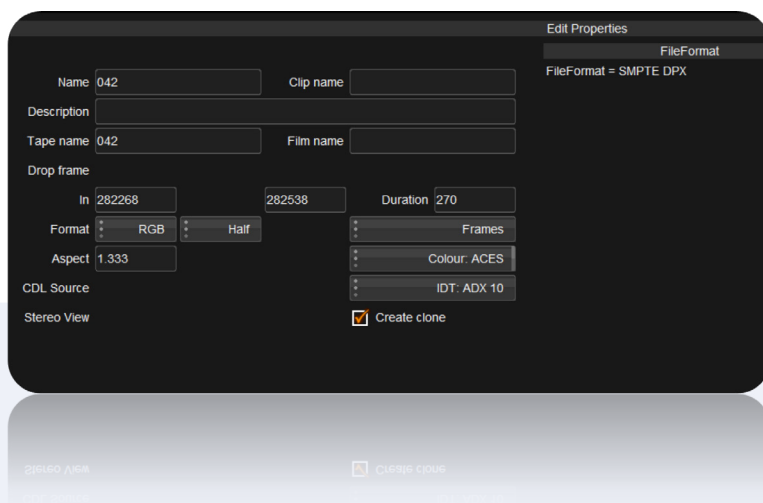 Edit Properties
FileFormat
FileFormat = SMPTE DPX
Name 042 Clip name
Description
Tape name 042 Film name
Drop frame
In 282268 282538 Duration 270
Format RGB Half Frames
Aspect 1.333 Colour: ACES
CDL Source IDT: ADX 10
Stereo View Create clone